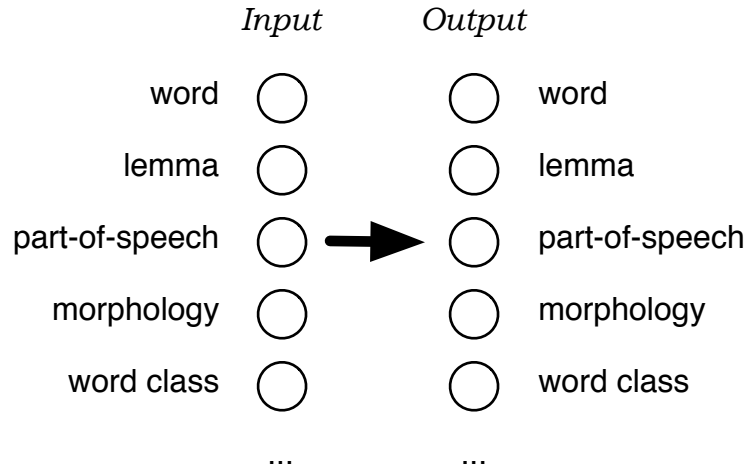 Input Output
word word
lemma lemma
part-of-speech part-of-speech
morphology morphology
word class word class
... ...